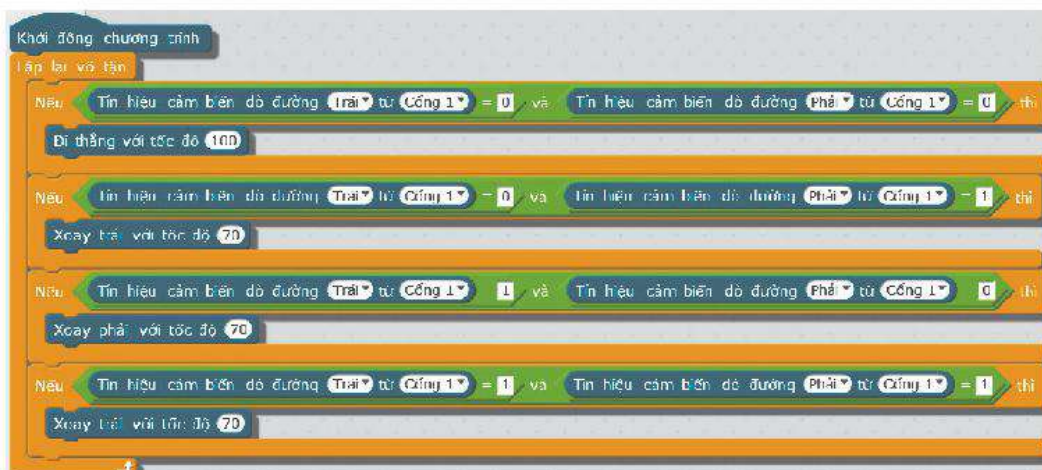 Khởi động chương trình
Lặp lại vô tận
Nếu Tín hiệu cảm biến dò đường Trái từ Cổng 1 = 0 và Tín hiệu cảm biến dò đường Phải từ Cổng 1 = 0 thì
Đi thẳng với tốc độ 100
Nếu Tín hiệu cảm biến dò đường Trái từ Cổng 1 = 0 và Tín hiệu cảm biến dò đường Phải từ Cổng 1 = 1 thì
Xoay trái với tốc độ 70
Nếu Tín hiệu cảm biến dò đường Trái từ Cổng 1 1 và Tín hiệu cảm biến dò đường Phải từ Cổng 1 0 thì
Xoay phải với tốc độ 70
Nếu Tín hiệu cảm biến dò đường Trái từ Cổng 1 = 1 và Tín hiệu cảm biến dò đường Phải từ Cổng 1 = 1 thì
Xoay trái với tốc độ 70